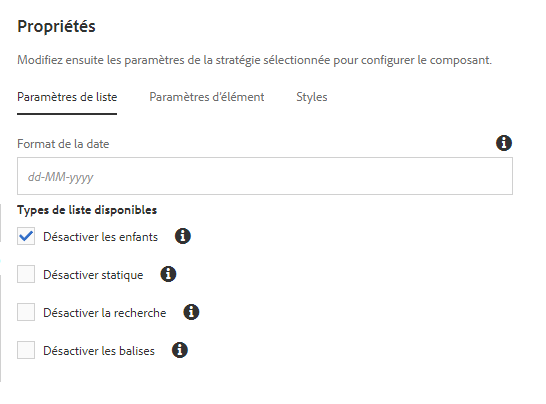 Propriétés
Modifiez ensuite les paramètres de la stratégie sélectionnée pour configurer le composant.
Paramètres de liste Paramètres d'élément Styles
Format de la date
dd-MM-yyyy
Types de liste disponibles
Désactiver les enfants
Désactiver statique
Désactiver la recherche
Désactiver les balises